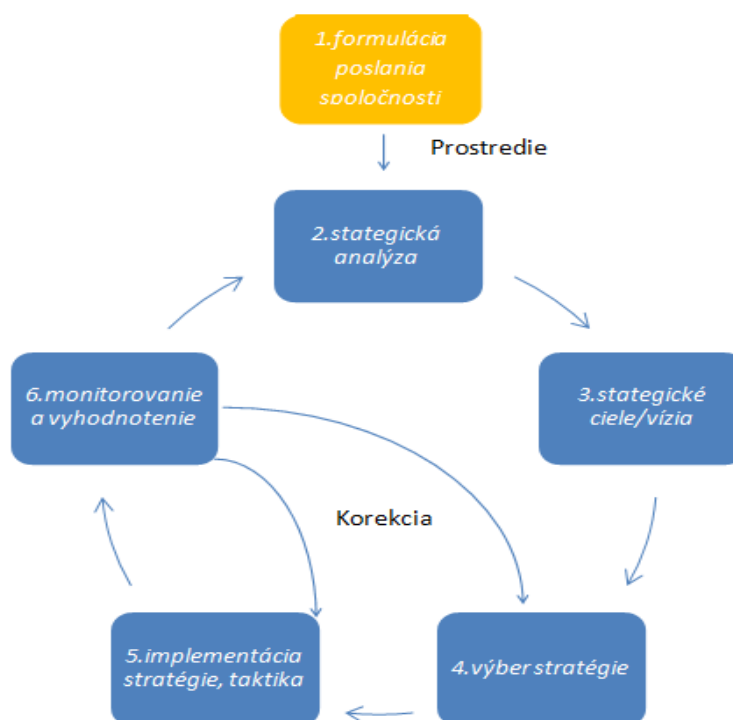 1.formulácia
poslania
spoločnosti
Prostredie
2.stategická
analýza
3.stategické
ciele/vízia
6.monitorovanie
a vyhodnotenie
Korekcia
5.implementácia
stratégie, taktika
4.výber stratégie